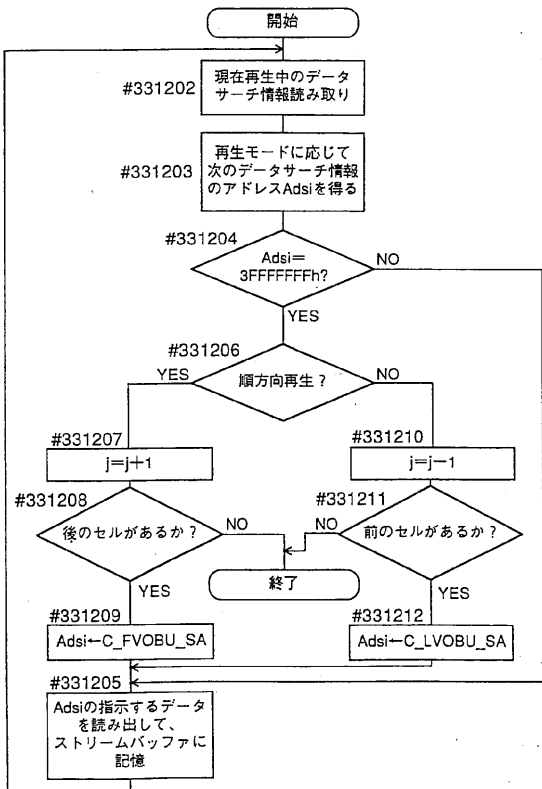 開始
#331202
現在再生中のデータ
サーチ情報読み取り
#331203
再生モードに応じて
次のデータサーチ情報
のアドレスAdsiを得る
#331204
Adsi=
3FFFFFFFh?
NO
YES
#331206
順方向再生?
YES
NO
#331207
j=j+1
#331210
j=j−1
#331208
後のセルがあるか?
NO
YES
#331211
前のセルがあるか?
NO
YES
終了
#331209
Adsi←C_FVOBU_SA
#331212
Adsi←C_LVOBU_SA
#331205
Adsiの指示するデータ
を読み出して、
ストリームバッファに
記憶